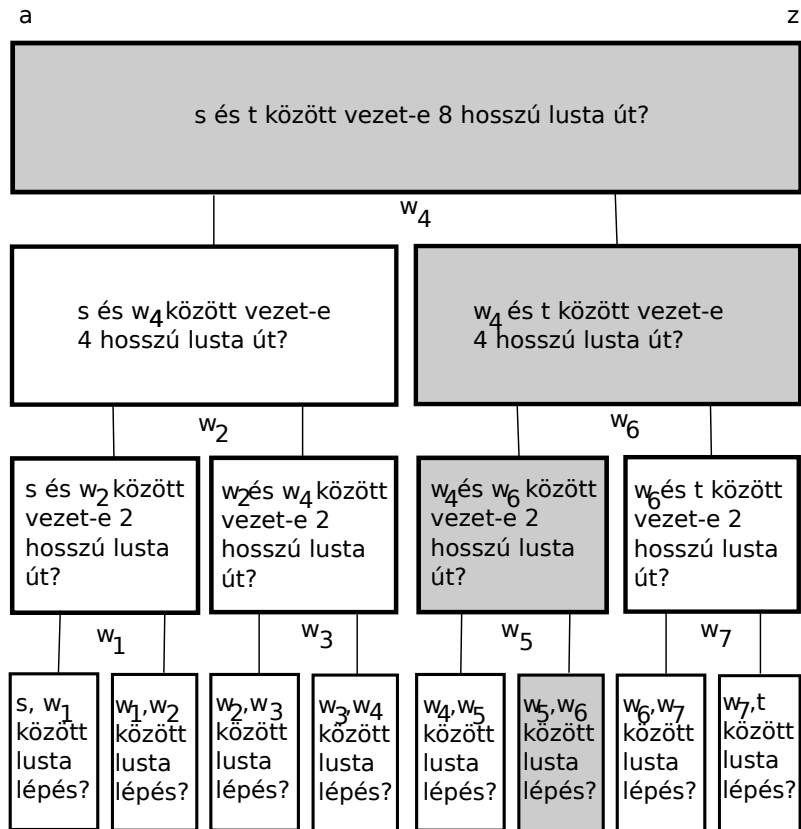 a
z
s és t között vezet-e 8 hosszú lusta út?
w4
s és w4 között vezet-e
4 hosszú lusta út?
w4 és t között vezet-e
4 hosszú lusta út?
w2
w6
s és w2 között
vezet-e 2
hosszú lusta
út?
w2 és w4 között
vezet-e 2
hosszú lusta
út?
w4 és w6 között
vezet-e 2
hosszú lusta
út?
w6 és t között
vezet-e 2
hosszú lusta
út?
w1
w3
w5
w7
s, w1
között
lusta
lépés?
w1,w2
között
lusta
lépés?
w2,w3
között
lusta
lépés?
w3,w4
között
lusta
lépés?
w4,w5
között
lusta
lépés?
w5,w6
között
lusta
lépés?
w6,w7
között
lusta
lépés?
w7,t
között
lusta
lépés?